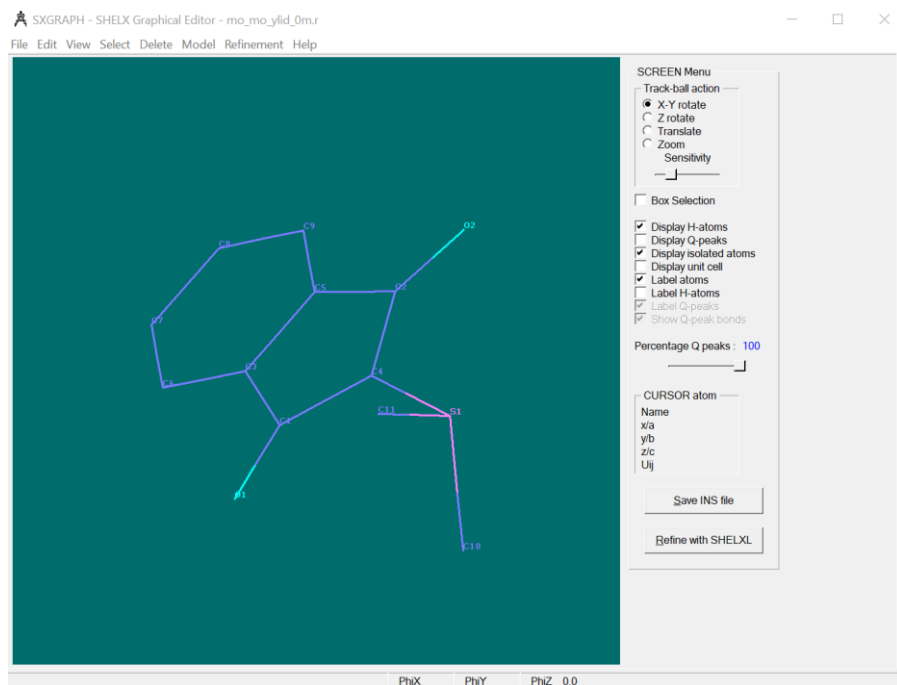 SXGRAPH - SHELX Graphical Editor - mo_mo_ylid_0m.r
File Edit View Select Delete Model Refinement Help
SCREEN Menu
Track-ball action
X-Y rotate
Z rotate
Translate
Zoom
Sensitivity
Box Selection
Display H-atoms
Display Q-peaks
Display isolated atoms
Display unit cell
Label atoms
Label H-atoms
Label Q-peaks
Show Q-peak bonds
Percentage Q peaks : 100
CURSOR atom
Name
x/a
y/b
z/c
Uij
Save INS file
Refine with SHELXL
C9
O2
C8
C5
C2
C7
C3
C6
C4
C11
S1
C1
O1
C10
PhiX PhiY PhiZ 0.0